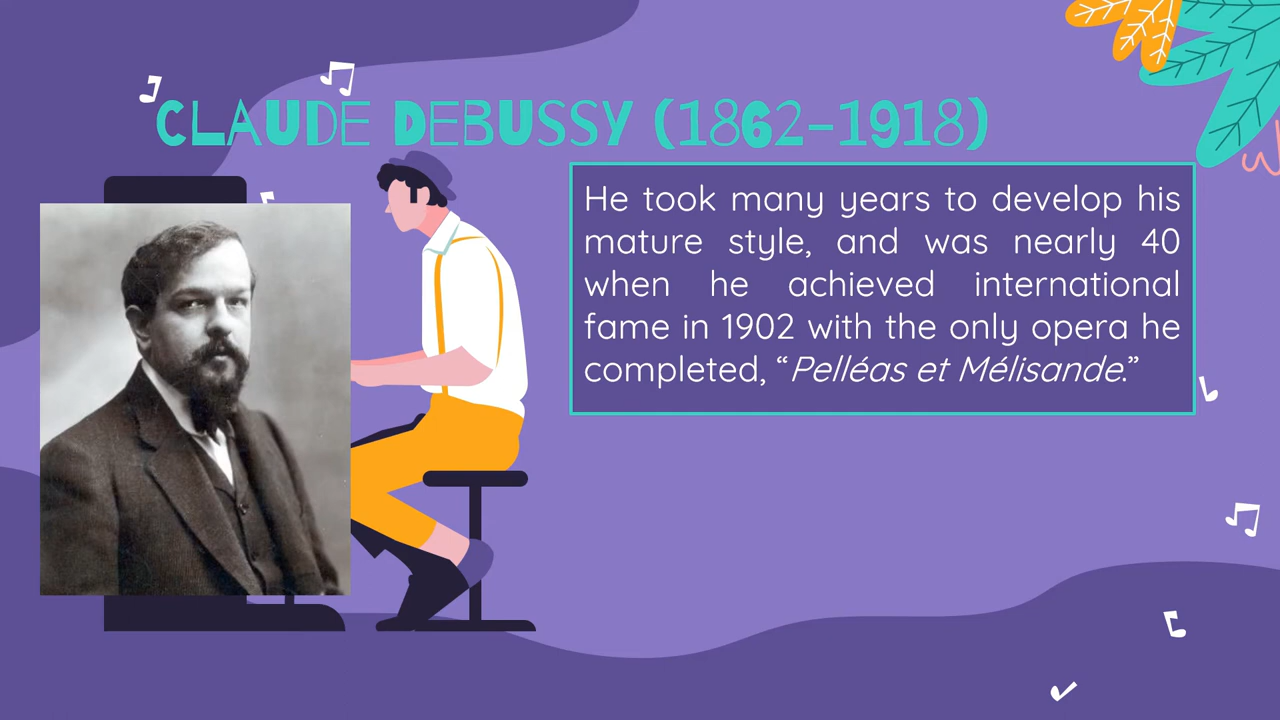 CLAUDE DEBUSSY (1862-1918)
He took many years to develop his
mature style, and was nearly 40
when he achieved international
fame in 1902 with the only opera he
completed, “Pelléas et Mélisande.”